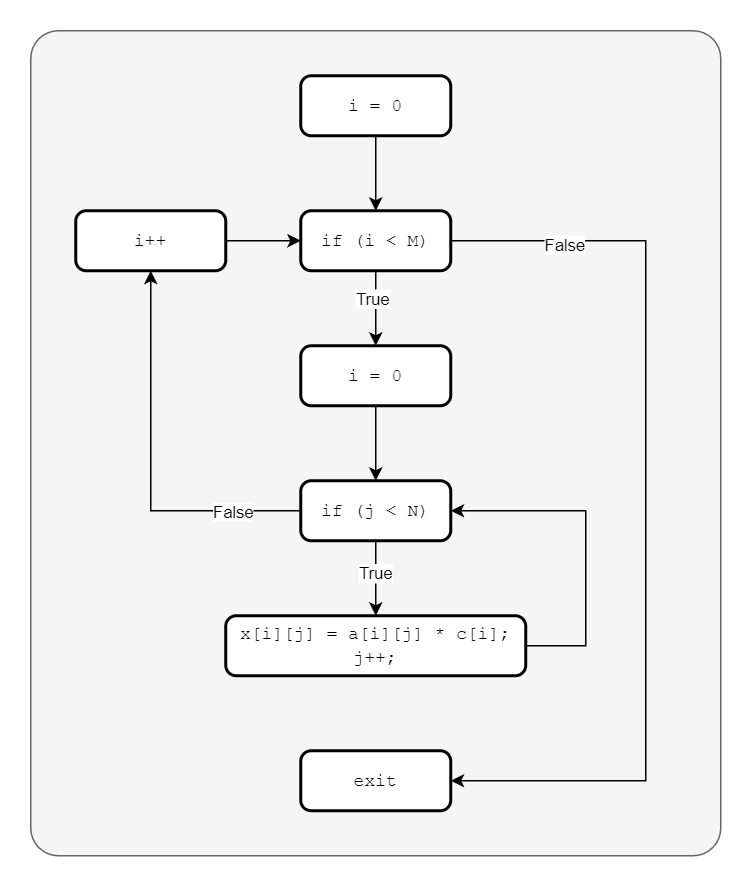 i = 0
i++
if (i < M)
False
True
i = 0
if (j < N)
False
True
x[i][j] = a[i][j] * c[i];
j++;
exit